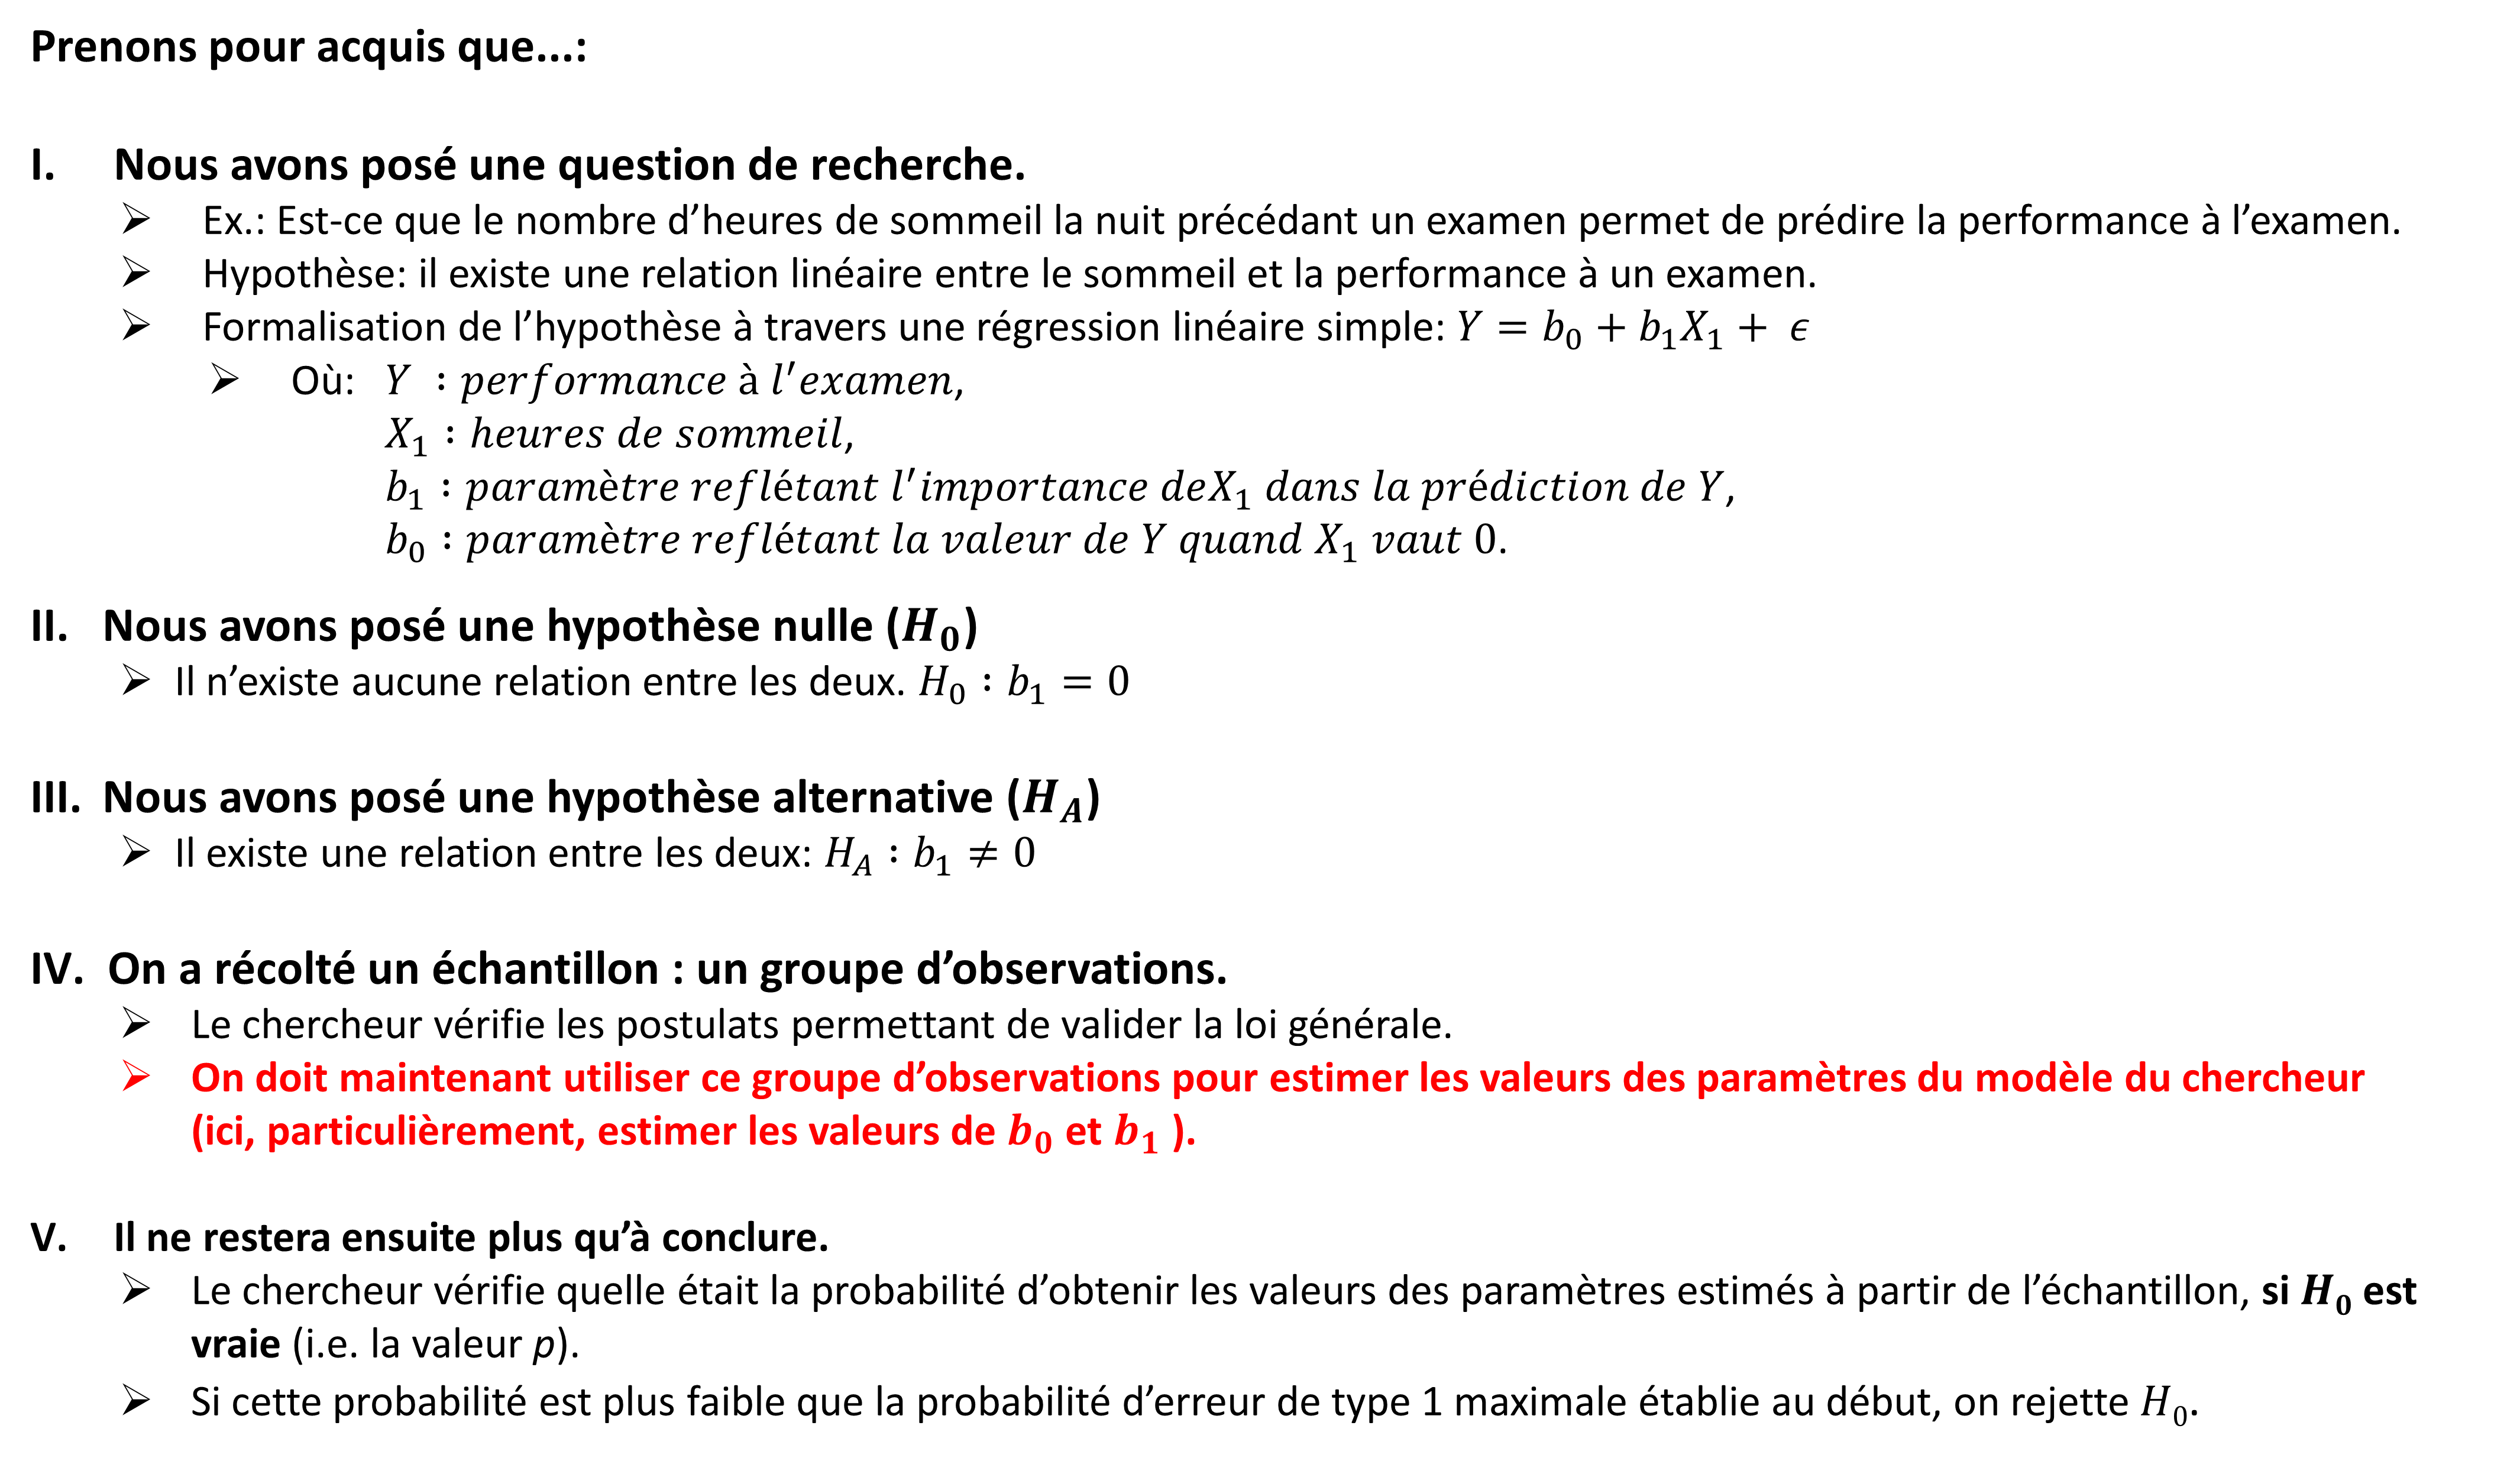 Prenons pour acquis que...:
I. Nous avons posé une question de recherche.
➢ Ex.: Est-ce que le nombre d’heures de sommeil la nuit précédant un examen permet de prédire la performance à l’examen.
➢ Hypothèse: il existe une relation linéaire entre le sommeil et la performance à un examen.
➢ Formalisation de l’hypothèse à travers une régression linéaire simple: Y = b₀ + b₁X₁ + ϵ
➢ Où: Y : performance à l′examen,
X₁ : heures de sommeil,
b₁ : paramètre reflétant l′importance deX₁ dans la prédiction de Y,
b₀ : paramètre reflétant la valeur de Y quand X₁ vaut 0.
II. Nous avons posé une hypothèse nulle (H₀)
➢ Il n’existe aucune relation entre les deux. H₀ : b₁ = 0
III. Nous avons posé une hypothèse alternative (H_A)
➢ Il existe une relation entre les deux: H_A : b₁ ≠ 0
IV. On a récolté un échantillon : un groupe d’observations.
➢ Le chercheur vérifie les postulats permettant de valider la loi générale.
➢ On doit maintenant utiliser ce groupe d’observations pour estimer les valeurs des paramètres du modèle du chercheur
(ici, particulièrement, estimer les valeurs de b₀ et b₁ ).
V. Il ne restera ensuite plus qu’à conclure.
➢ Le chercheur vérifie quelle était la probabilité d’obtenir les valeurs des paramètres estimés à partir de l’échantillon, si H₀ est
vraie (i.e. la valeur p).
➢ Si cette probabilité est plus faible que la probabilité d’erreur de type 1 maximale établie au début, on rejette H₀.